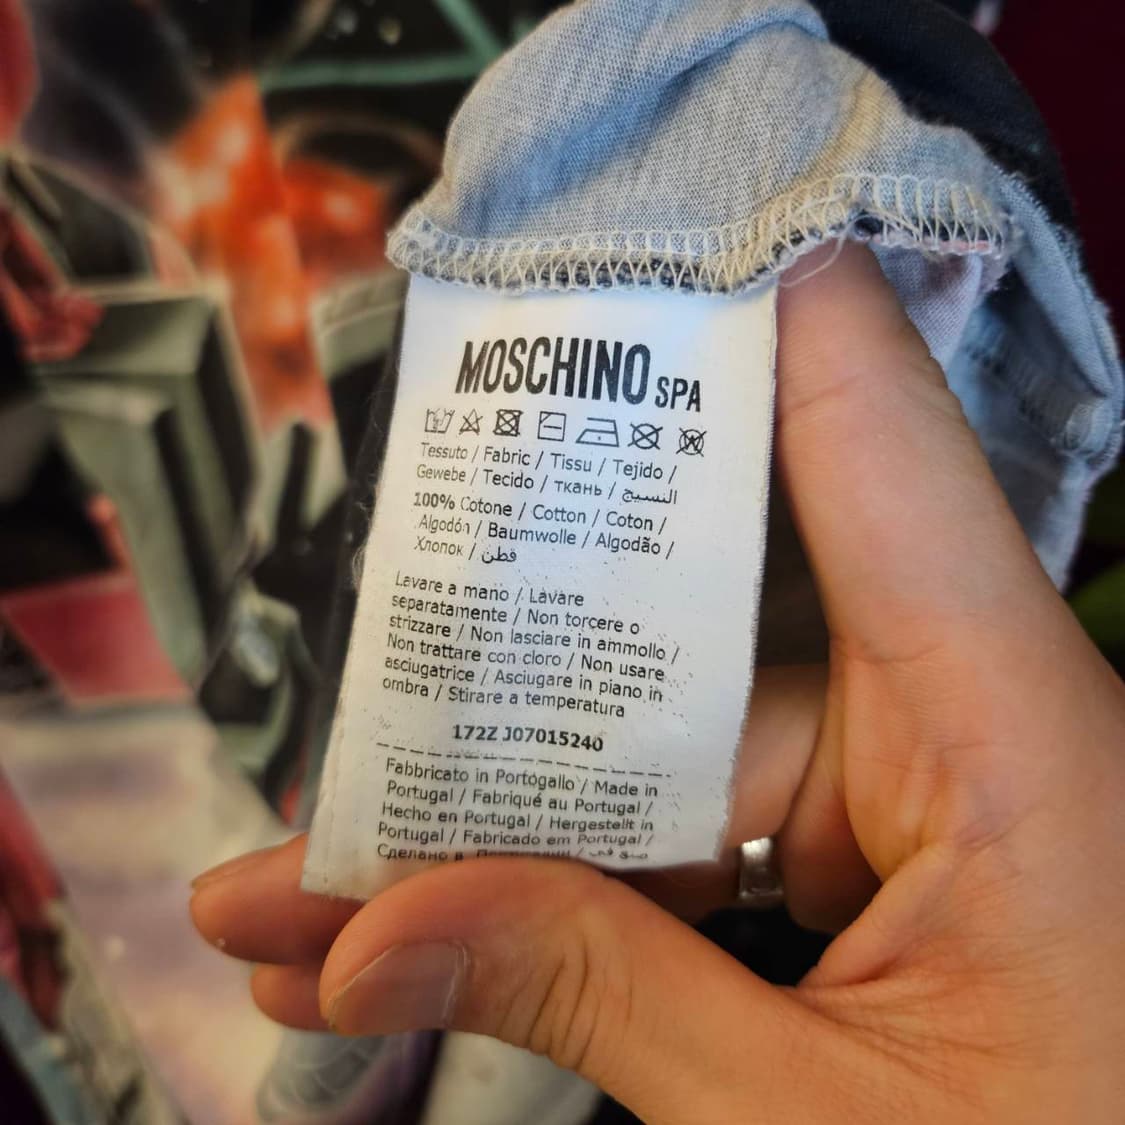 MOSCHINO SPA
Tessuto / Fabric / Tissu / Tejido /
Gewebe / Tecido / ткань / النسيج
100% Cotone / Cotton / Coton /
Algodón / Baumwolle / Algodão /
Хлопок / قطن
Lavare a mano / Lavare
separatamente / Non torcere o
strizzare / Non lasciare in ammollo /
Non trattare con cloro / Non usare
asciugatrice / Asciugare in piano in
ombra / Stirare a temperatura
172Z J07015240
Fabbricato in Portogallo / Made in
Portugal / Fabriqué au Portugal /
Hecho en Portugal / Hergestellt in
Portugal / Fabricado em Portugal /
Сделано в